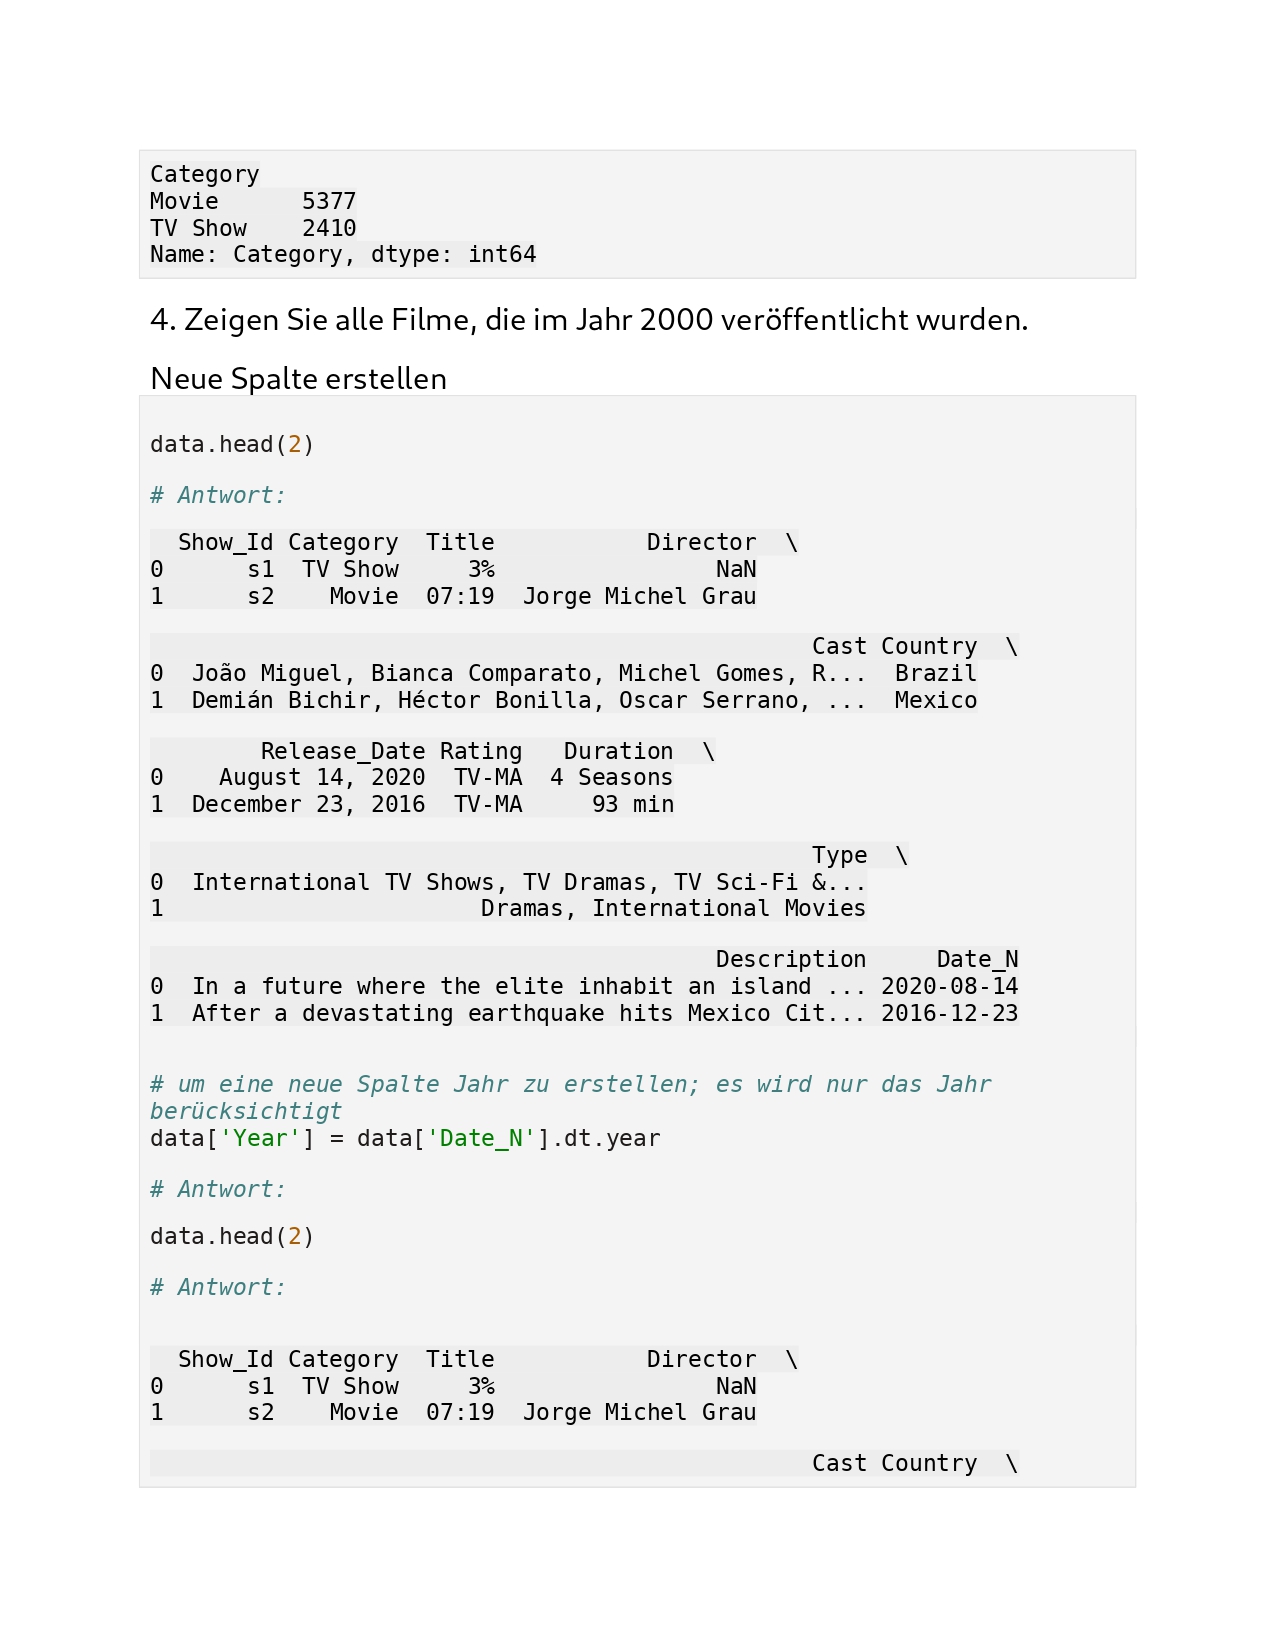 Category
Movie      5377
TV Show    2410
Name: Category, dtype: int64
4. Zeigen Sie alle Filme, die im Jahr 2000 veröffentlicht wurden.
Neue Spalte erstellen
data.head(2)
# Antwort:
  Show_Id Category  Title           Director  \
0      s1  TV Show     3%                NaN
1      s2    Movie  07:19  Jorge Michel Grau
                                                Cast Country  \
0  João Miguel, Bianca Comparato, Michel Gomes, R...  Brazil
1  Demián Bichir, Héctor Bonilla, Oscar Serrano, ...  Mexico
        Release_Date Rating   Duration  \
0    August 14, 2020  TV-MA  4 Seasons
1  December 23, 2016  TV-MA     93 min
                                                Type  \
0  International TV Shows, TV Dramas, TV Sci-Fi &...
1                        Dramas, International Movies
                                         Description     Date_N
0  In a future where the elite inhabit an island ... 2020-08-14
1  After a devastating earthquake hits Mexico Cit... 2016-12-23
# um eine neue Spalte Jahr zu erstellen; es wird nur das Jahr
berücksichtigt
data['Year'] = data['Date_N'].dt.year
# Antwort:
data.head(2)
# Antwort:
  Show_Id Category  Title           Director  \
0      s1  TV Show     3%                NaN
1      s2    Movie  07:19  Jorge Michel Grau
                                                Cast Country  \